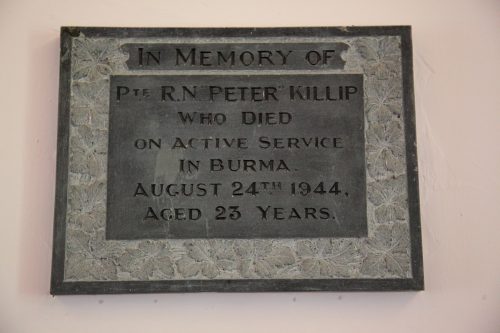 IN MEMORY OF
PTE R.N. "PETER" KILLIP
WHO DIED
ON ACTIVE SERVICE
IN BURMA.
AUGUST 24TH 1944,
AGED 23 YEARS.